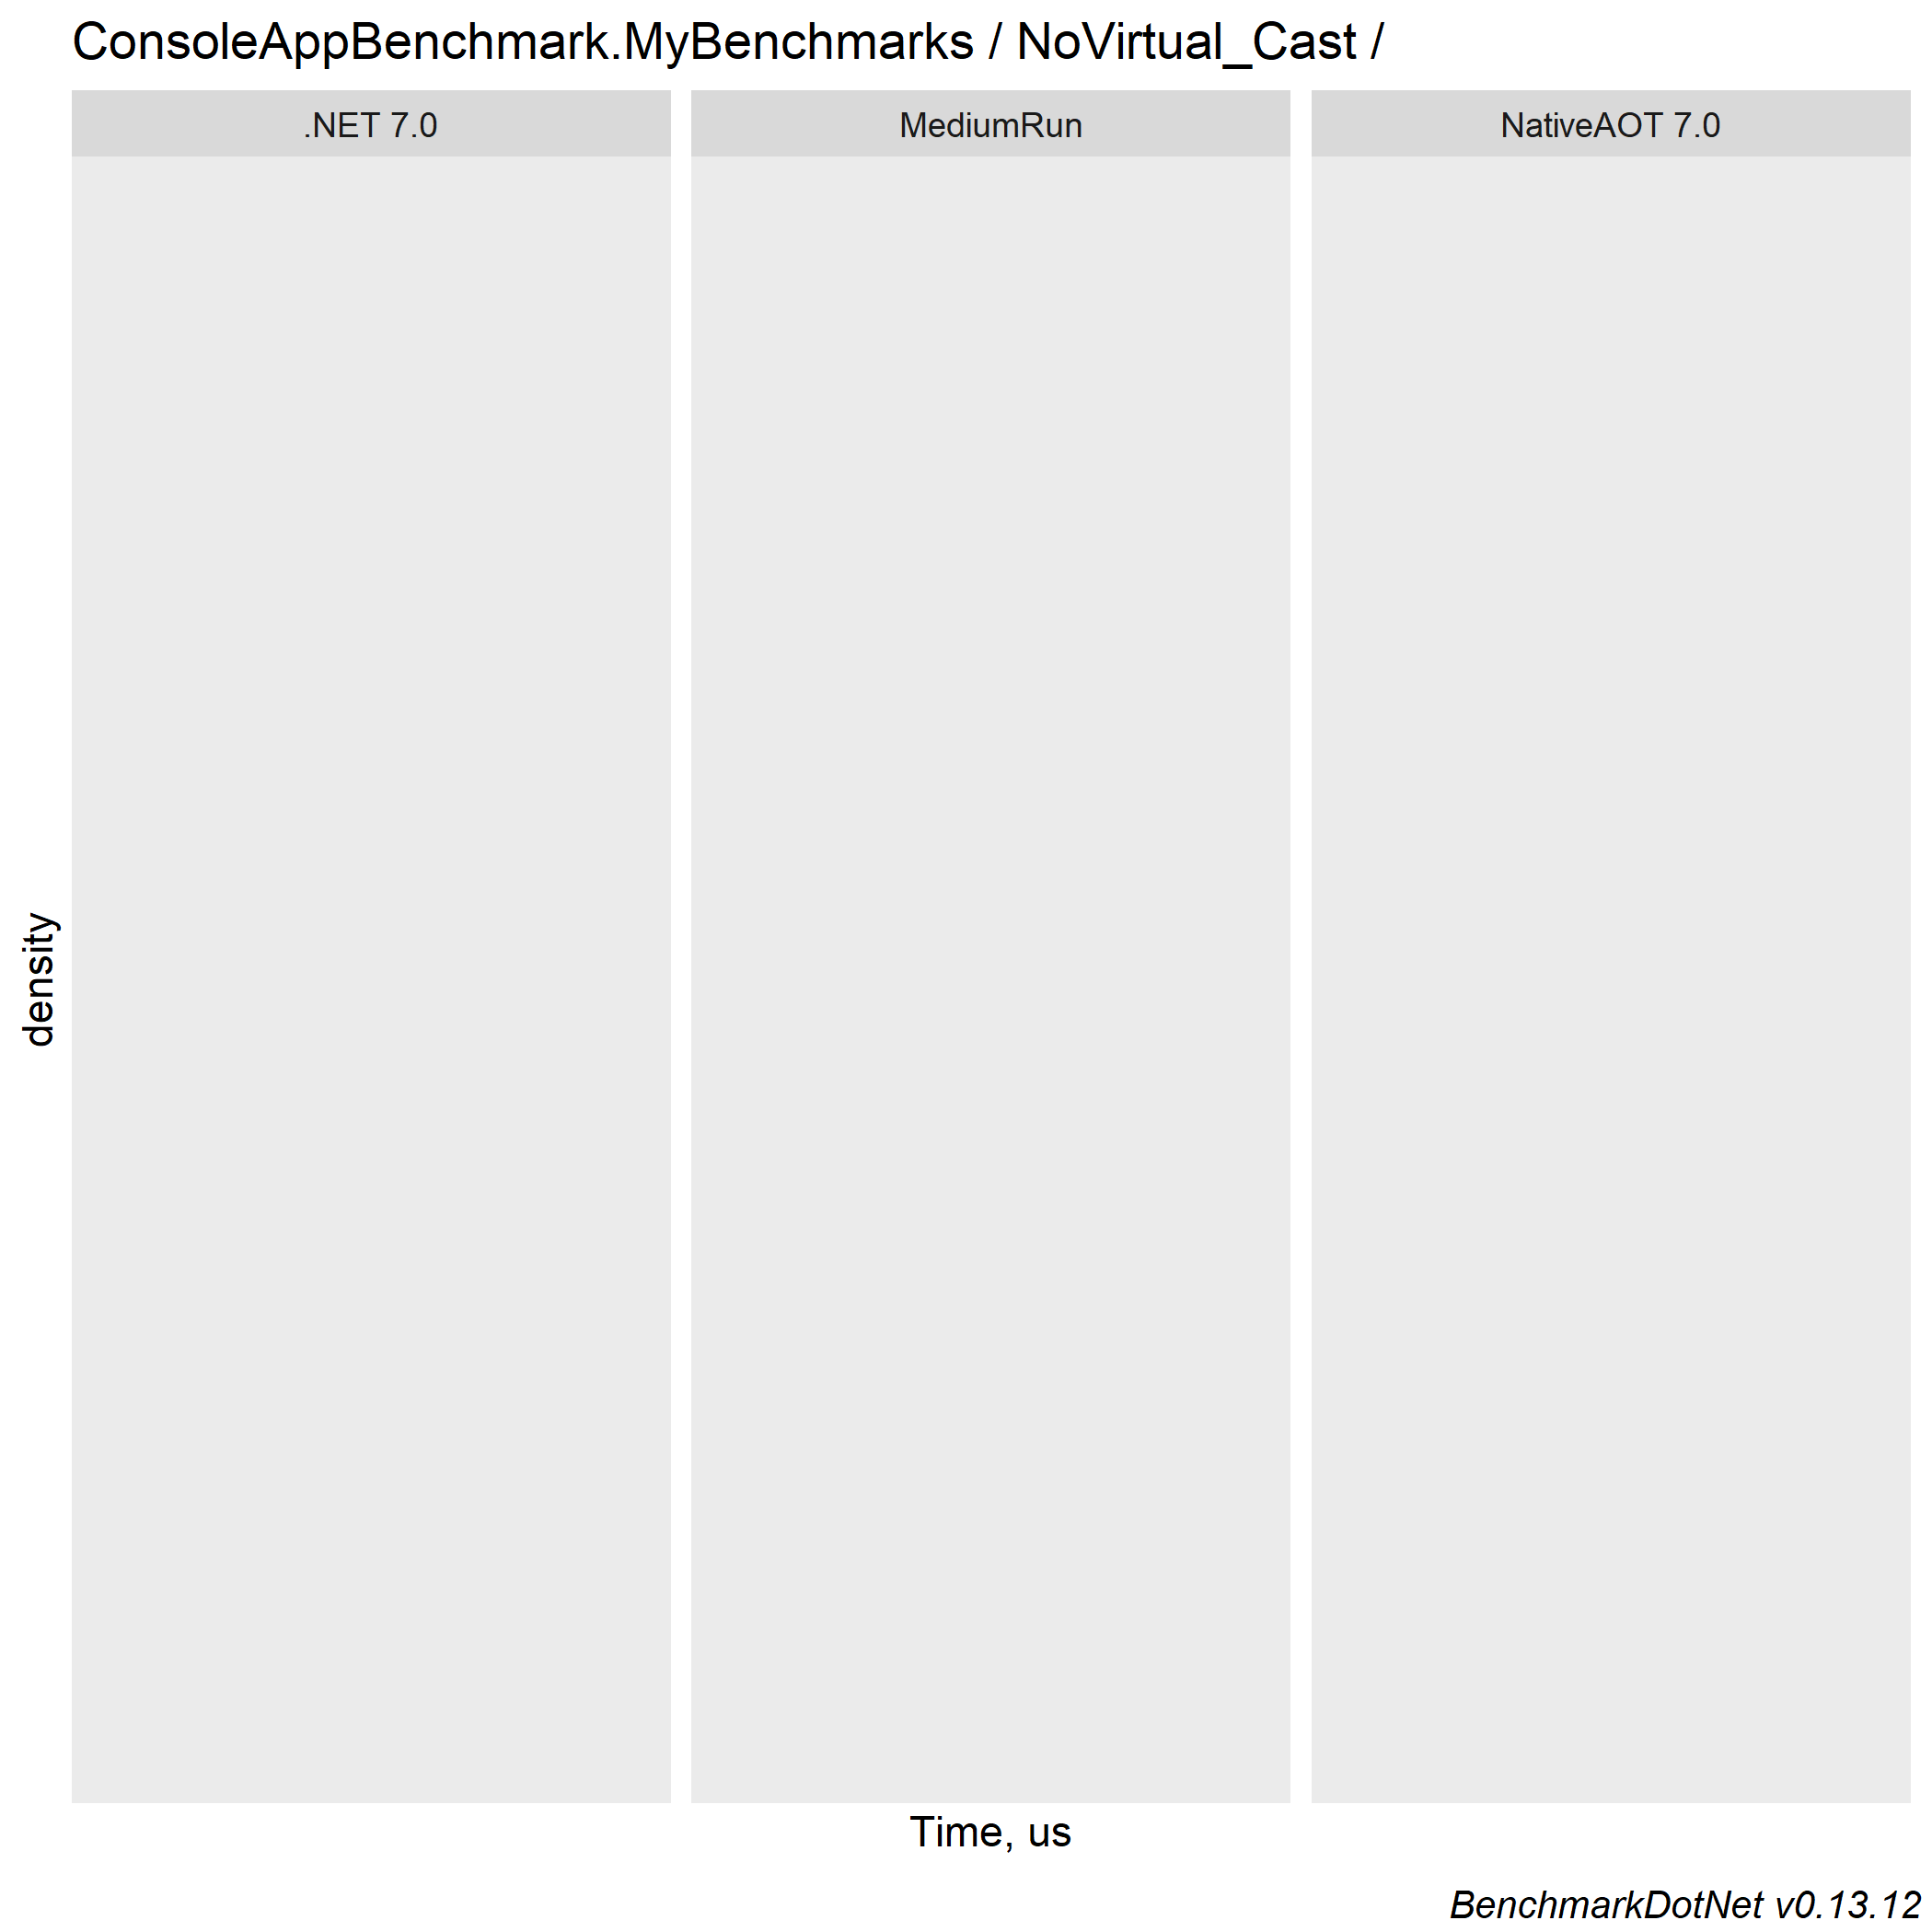 ConsoleAppBenchmark.MyBenchmarks / NoVirtual_Cast /
.NET 7.0
MediumRun
NativeAOT 7.0
density
Time, us
BenchmarkDotNet v0.13.12